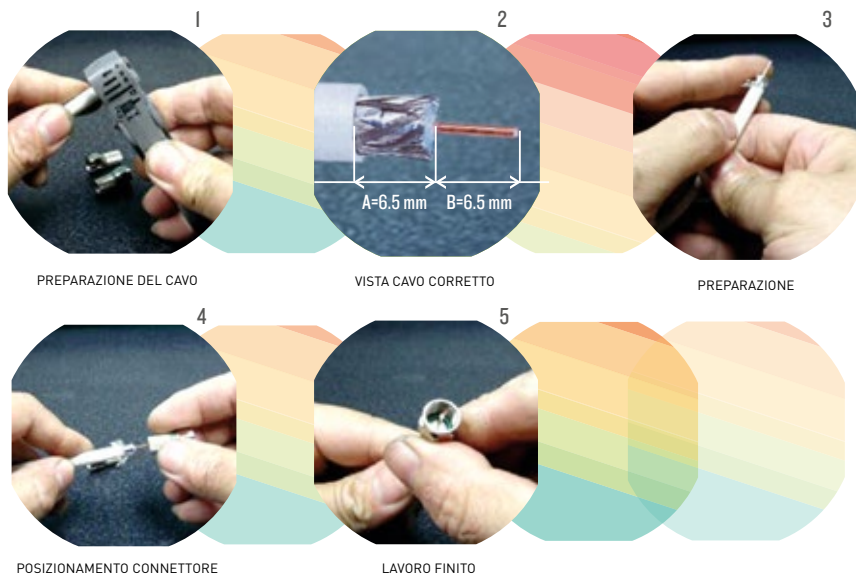 1
2
3
A=6.5 mm B=6.5 mm
PREPARAZIONE DEL CAVO
VISTA CAVO CORRETTO
PREPARAZIONE
4
5
POSIZIONAMENTO CONNETTORE
LAVORO FINITO